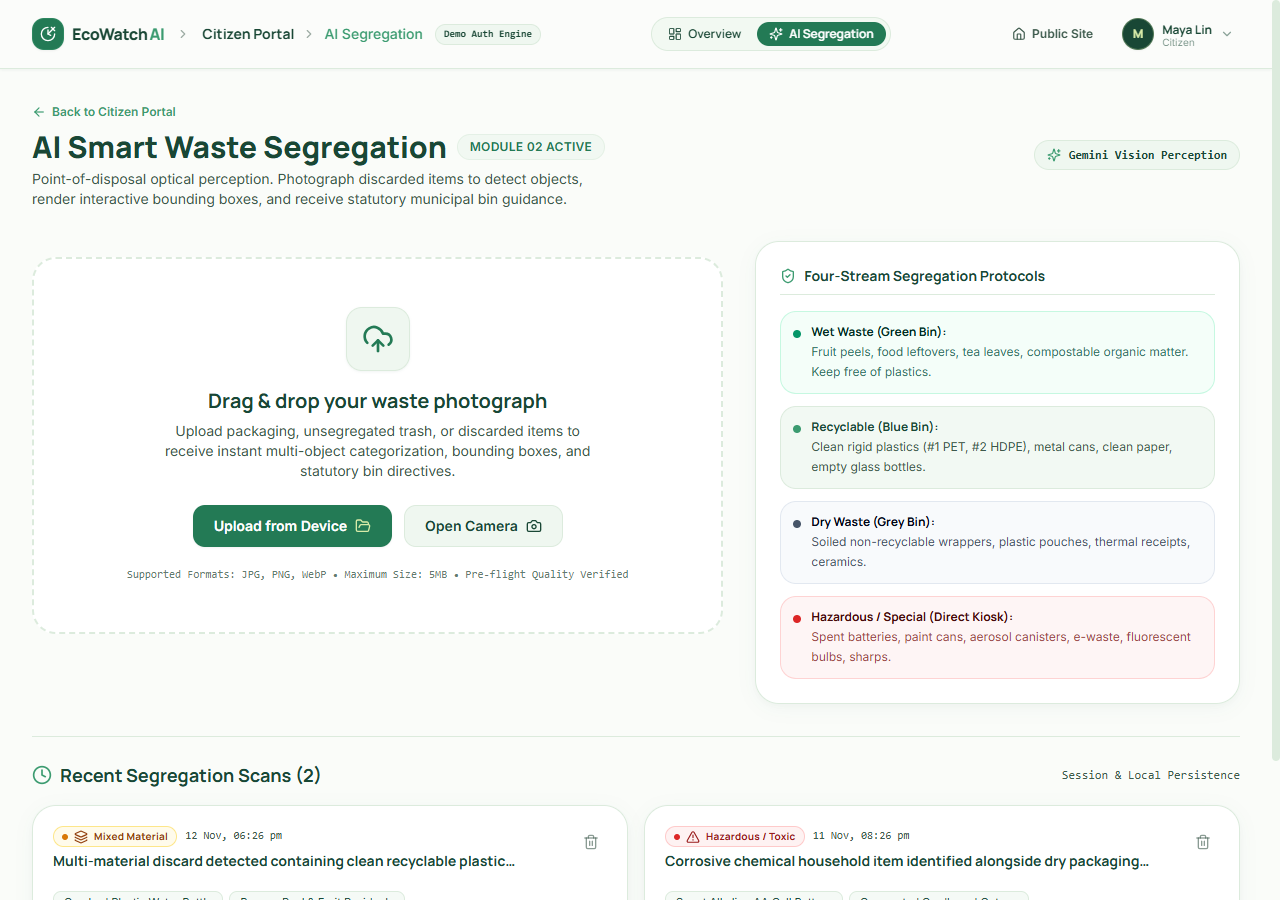 EcoWatch AI
Citizen Portal
AI Segregation
Demo Auth Engine
Overview
AI Segregation
Public Site
M
Maya Lin
Citizen
Back to Citizen Portal
AI Smart Waste Segregation
MODULE 02 ACTIVE
Point-of-disposal optical perception. Photograph discarded items to detect objects,
render interactive bounding boxes, and receive statutory municipal bin guidance.
Gemini Vision Perception
Drag & drop your waste photograph
Upload packaging, unsegregated trash, or discarded items to
receive instant multi-object categorization, bounding boxes, and
statutory bin directives.
Upload from Device
Open Camera
Supported Formats: JPG, PNG, WebP • Maximum Size: 5MB • Pre-flight Quality Verified
Four-Stream Segregation Protocols
Wet Waste (Green Bin):
Fruit peels, food leftovers, tea leaves, compostable organic matter.
Keep free of plastics.
Recyclable (Blue Bin):
Clean rigid plastics (#1 PET, #2 HDPE), metal cans, clean paper,
empty glass bottles.
Dry Waste (Grey Bin):
Soiled non-recyclable wrappers, plastic pouches, thermal receipts,
ceramics.
Hazardous / Special (Direct Kiosk):
Spent batteries, paint cans, aerosol canisters, e-waste, fluorescent
bulbs, sharps.
Recent Segregation Scans (2)
Session & Local Persistence
Mixed Material
12 Nov, 06:26 pm
Multi-material discard detected containing clean recyclable plastic...
Hazardous / Toxic
11 Nov, 08:26 pm
Corrosive chemical household item identified alongside dry packaging...